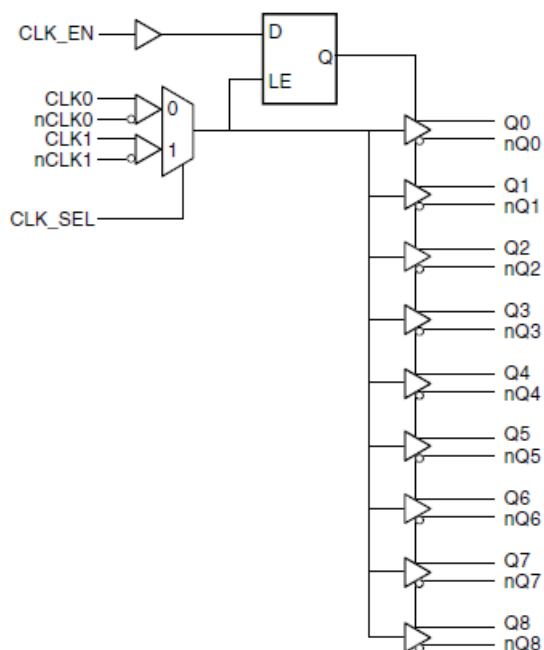 CLK_EN
D
Q
LE
CLK0
nCLK0
CLK1
nCLK1
0
1
CLK_SEL
Q0
nQ0
Q1
nQ1
Q2
nQ2
Q3
nQ3
Q4
nQ4
Q5
nQ5
Q6
nQ6
Q7
nQ7
Q8
nQ8